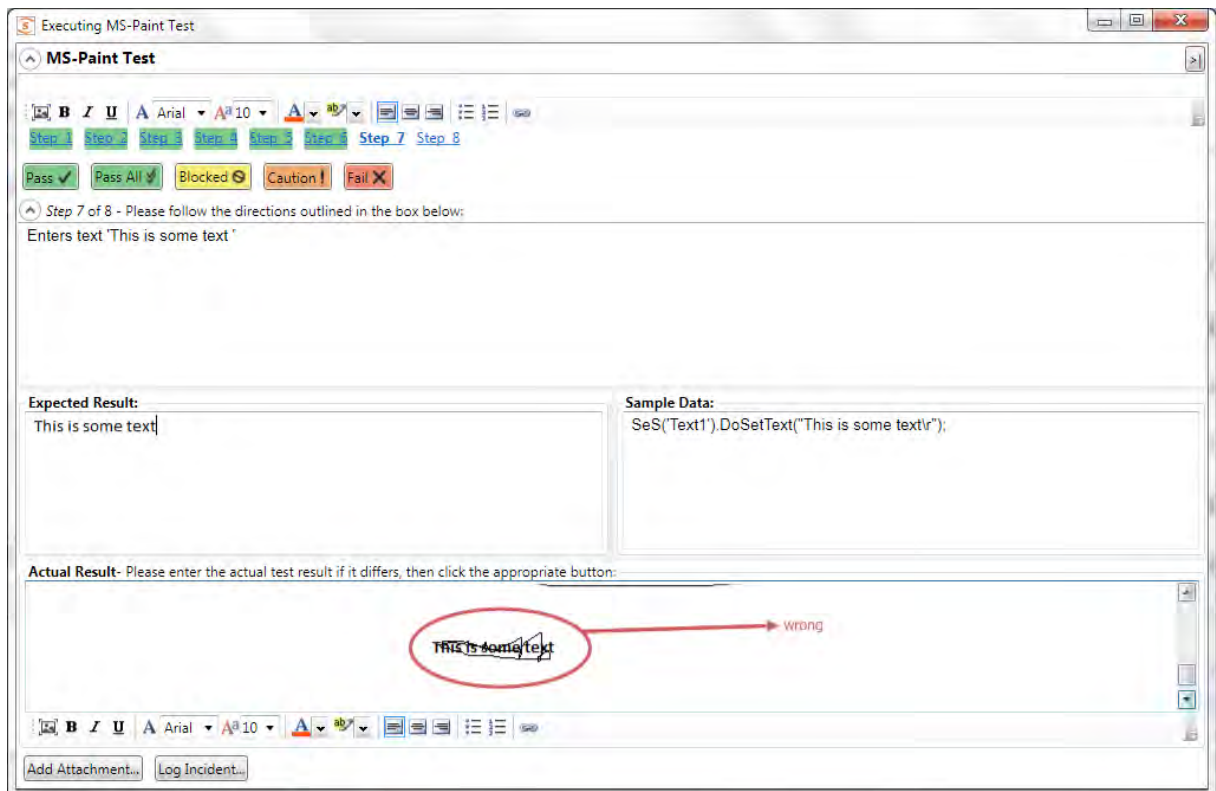 Executing MS-Paint Test
MS-Paint Test
B I U A Arial Aa 10 A ab
Step 1 Step 2 Step 3 Step 4 Step 5 Step 6 Step 7 Step 8
Pass Pass All Blocked Caution ! Fail
Step 7 of 8 - Please follow the directions outlined in the box below:
Enters text 'This is some text '
Expected Result: Sample Data:
This is some text SeS('Text1').DoSetText("This is some text\r");
Actual Result- Please enter the actual test result if it differs, then click the appropriate button:
wrong
This is some text
B I U A Arial Aa 10 A ab
Add Attachment... Log Incident...